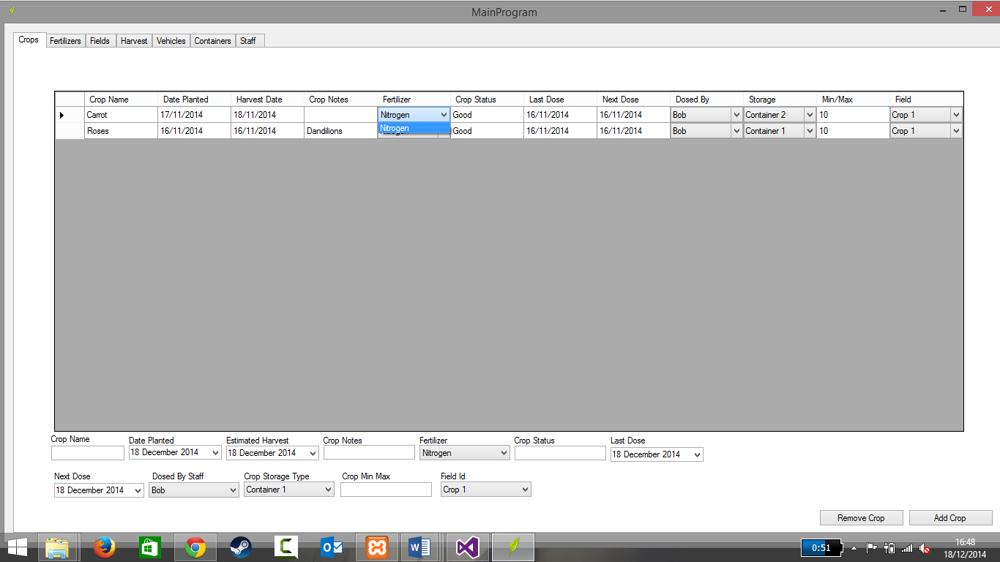 MainProgram
Crops Fertilizers Fields Harvest Vehicles Containers Staff
Crop Name Date Planted Harvest Date Crop Notes Fertilizer Crop Status Last Dose Next Dose Dosed By Storage Min/Max Field
Carrot 17/11/2014 18/11/2014 Nitrogen Good 16/11/2014 16/11/2014 Bob Container 2 10 Crop 1
Roses 16/11/2014 16/11/2014 Dandilions Nitrogen Good 16/11/2014 16/11/2014 Bob Container 1 10 Crop 1
Crop Name Date Planted Estimated Harvest Crop Notes Fertilizer Crop Status Last Dose
18 December 2014 18 December 2014 Nitrogen 18 December 2014
Next Dose Dosed By Staff Crop Storage Type Crop Min Max Field Id
18 December 2014 Bob Container 1 Crop 1
Remove Crop Add Crop
0:51 16:48
18/12/2014